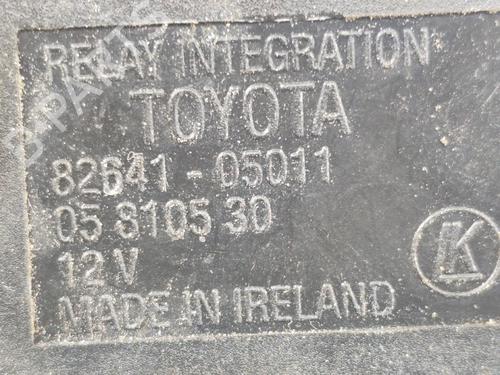 RELAY INTEGRATION
TOYOTA
82641-05011
05 8105 30
12 V
MADE IN IRELAND
K